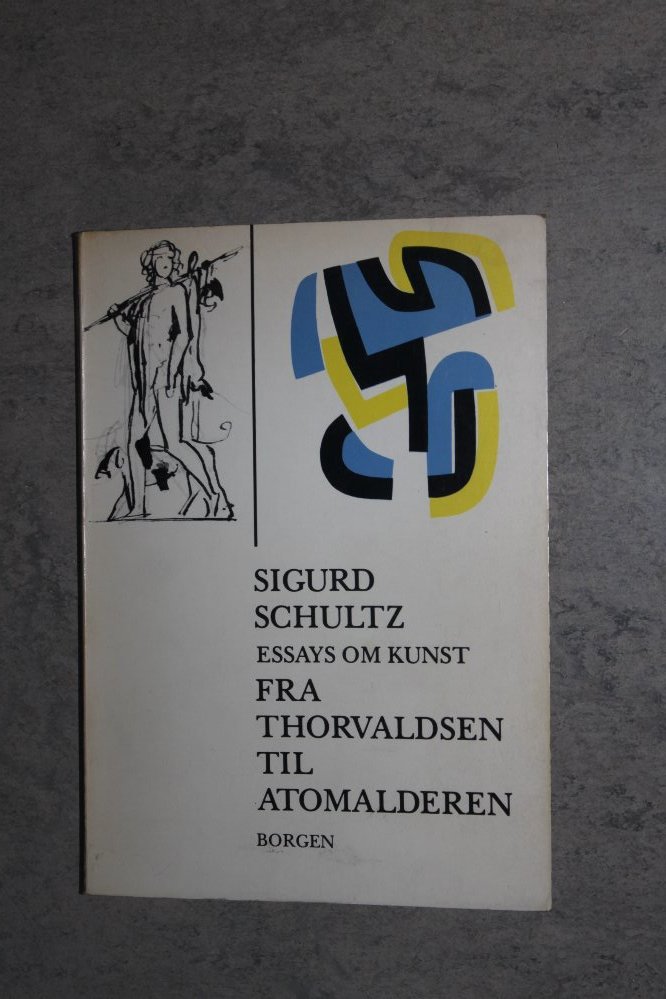 SIGURD
SCHULTZ
ESSAYS OM KUNST
FRA
THORVALDSEN
TIL
ATOMALDEREN
BORGEN